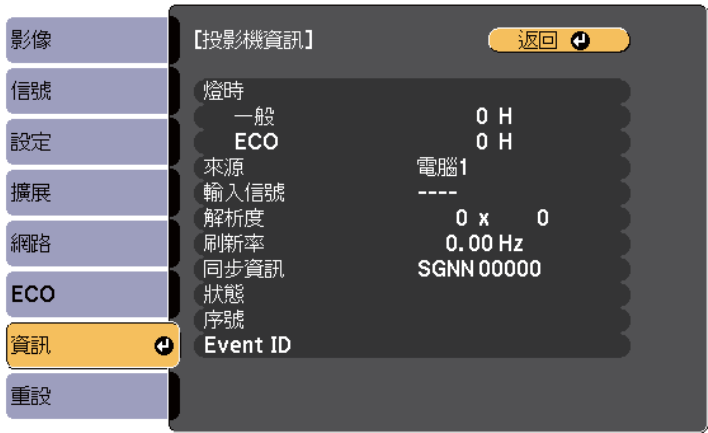 影像
信號
設定
擴展
網路
ECO
資訊
重設
[投影機資訊]
返回
燈時
一般 0 H
ECO 0 H
來源 電腦1
輸入信號 ----
解析度 0 x 0
刷新率 0.00 Hz
同步資訊 SGNN 00000
狀態
序號
Event ID